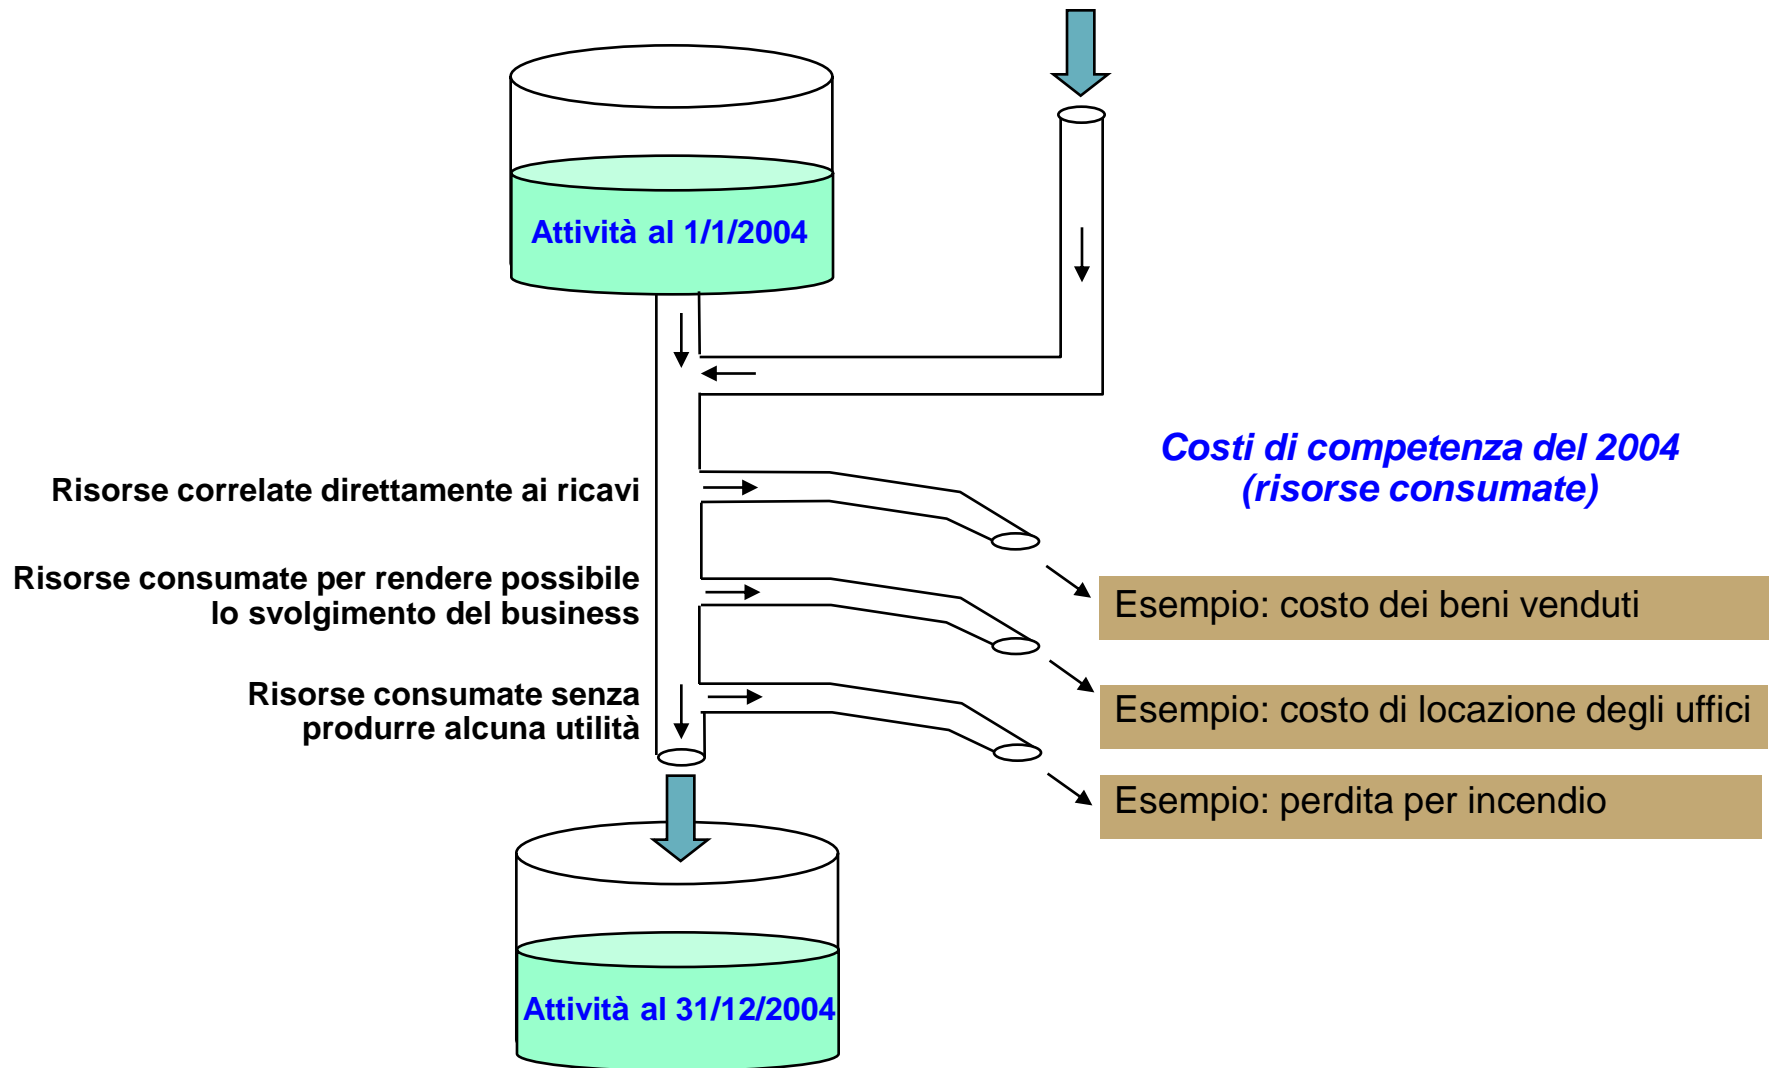 Attività al 1/1/2004
Costi di competenza del 2004
(risorse consumate)
Risorse correlate direttamente ai ricavi
Risorse consumate per rendere possibile
lo svolgimento del business
Risorse consumate senza
produrre alcuna utilità
Esempio: costo dei beni venduti
Esempio: costo di locazione degli uffici
Esempio: perdita per incendio
Attività al 31/12/2004